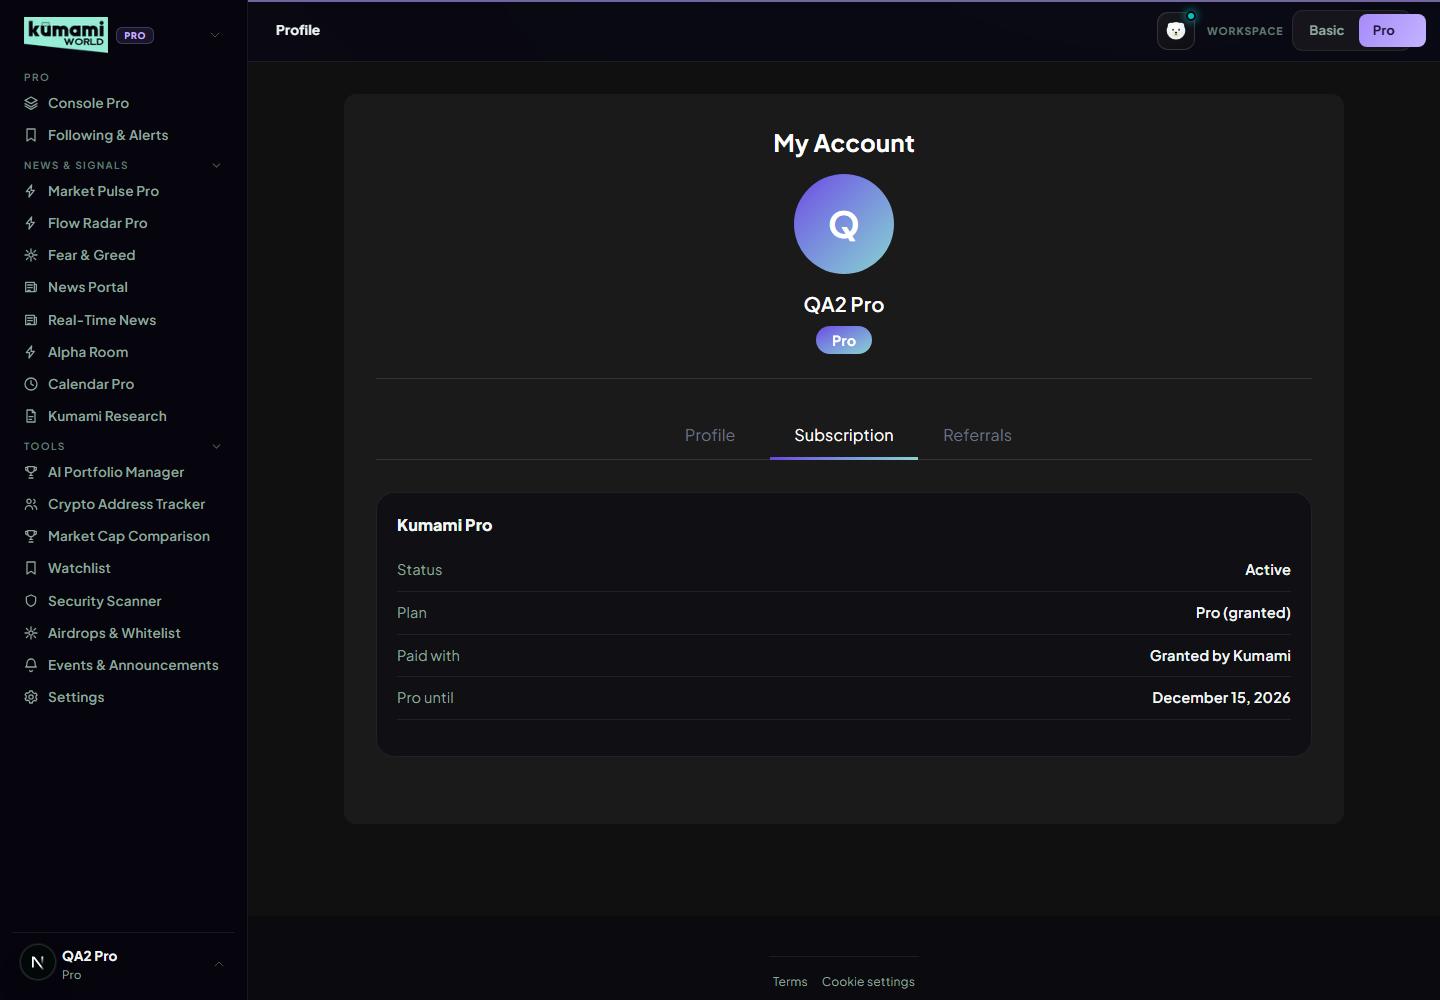 kumami
WORLD
PRO
PRO
Console Pro
Following & Alerts
NEWS & SIGNALS
Market Pulse Pro
Flow Radar Pro
Fear & Greed
News Portal
Real-Time News
Alpha Room
Calendar Pro
Kumami Research
TOOLS
AI Portfolio Manager
Crypto Address Tracker
Market Cap Comparison
Watchlist
Security Scanner
Airdrops & Whitelist
Events & Announcements
Settings
N
QA2 Pro
Pro
Profile
WORKSPACE
Basic
Pro
My Account
Q
QA2 Pro
Pro
Profile
Subscription
Referrals
Kumami Pro
Status Active
Plan Pro (granted)
Paid with Granted by Kumami
Pro until December 15, 2026
Terms Cookie settings